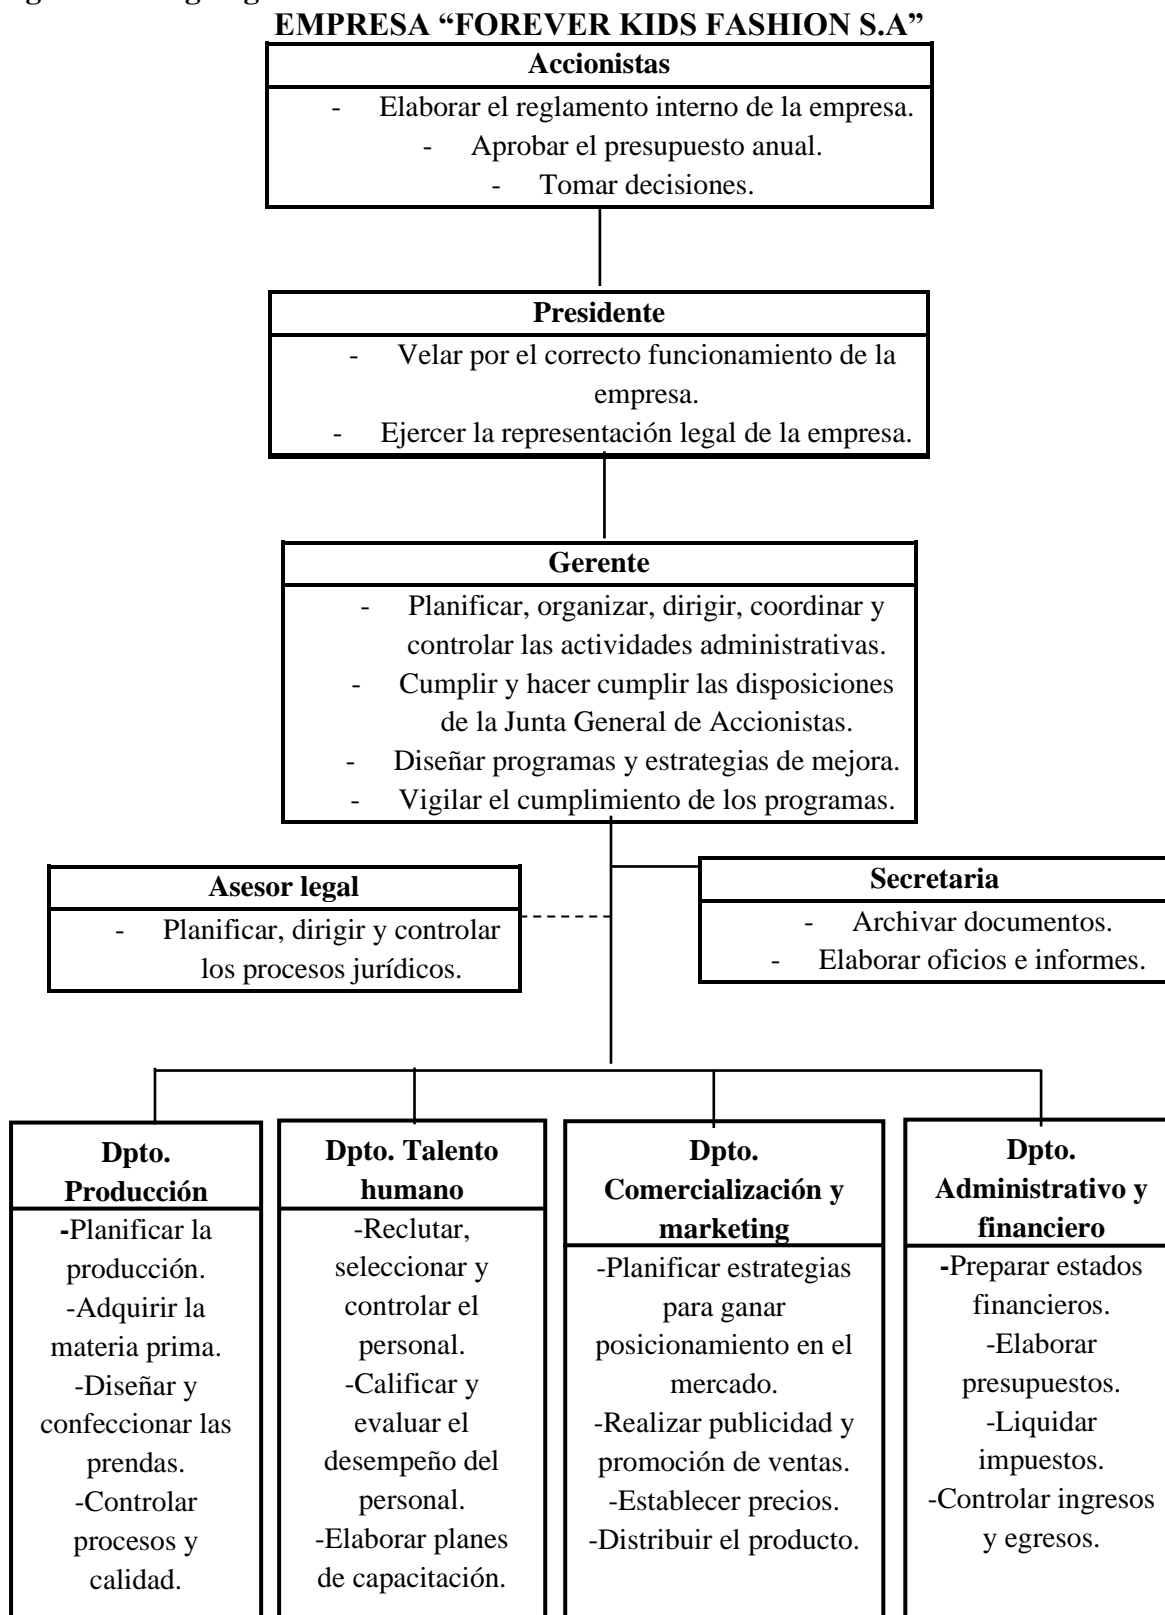 EMPRESA “FOREVER KIDS FASHION S.A”
Accionistas
- Elaborar el reglamento interno de la empresa.
- Aprobar el presupuesto anual.
- Tomar decisiones.
Presidente
- Velar por el correcto funcionamiento de la
empresa.
- Ejercer la representación legal de la empresa.
Gerente
- Planificar, organizar, dirigir, coordinar y
controlar las actividades administrativas.
- Cumplir y hacer cumplir las disposiciones
de la Junta General de Accionistas.
- Diseñar programas y estrategias de mejora.
- Vigilar el cumplimiento de los programas.
Asesor legal
- Planificar, dirigir y controlar
los procesos jurídicos.
Secretaria
- Archivar documentos.
- Elaborar oficios e informes.
Dpto.
Producción
-Planificar la
producción.
-Adquirir la
materia prima.
-Diseñar y
confeccionar las
prendas.
-Controlar
procesos y
calidad.
Dpto. Talento
humano
-Reclutar,
seleccionar y
controlar el
personal.
-Calificar y
evaluar el
desempeño del
personal.
-Elaborar planes
de capacitación.
Dpto.
Comercialización y
marketing
-Planificar estrategias
para ganar
posicionamiento en el
mercado.
-Realizar publicidad y
promoción de ventas.
-Establecer precios.
-Distribuir el producto.
Dpto.
Administrativo y
financiero
-Preparar estados
financieros.
-Elaborar
presupuestos.
-Liquidar
impuestos.
-Controlar ingresos
y egresos.